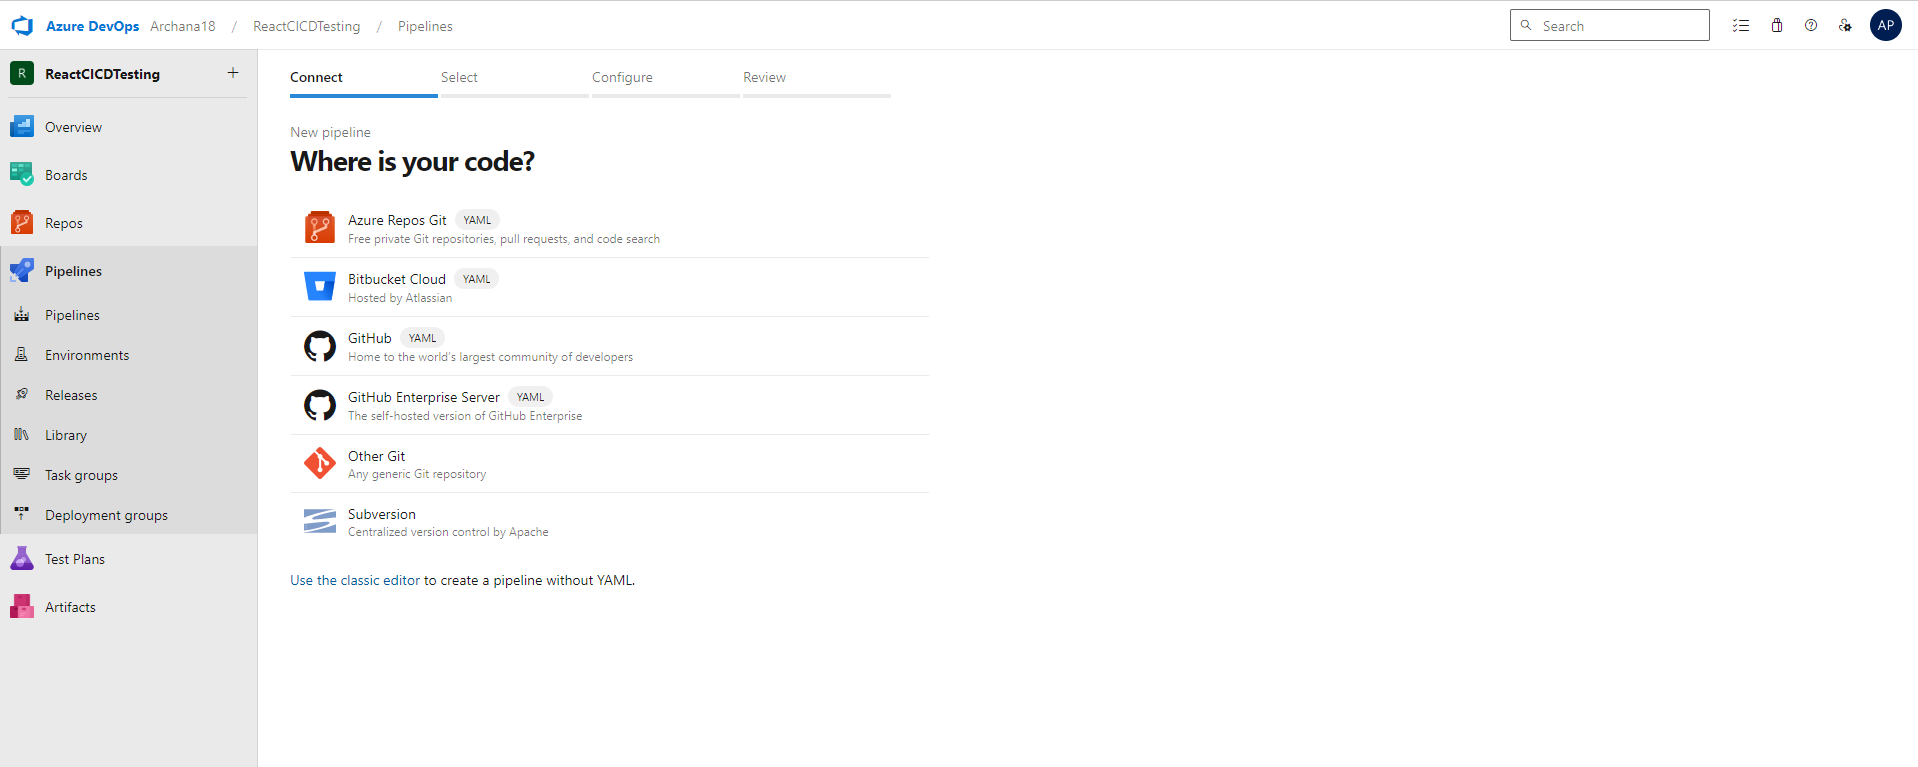 Azure DevOps Archana18 / ReactCICDTesting / Pipelines
Search
AP
R ReactCICDTesting +
Overview
Boards
Repos
Pipelines
Pipelines
Environments
Releases
Library
Task groups
Deployment groups
Test Plans
Artifacts
Connect Select Configure Review
New pipeline
Where is your code?
Azure Repos Git YAML
Free private Git repositories, pull requests, and code search
Bitbucket Cloud YAML
Hosted by Atlassian
GitHub YAML
Home to the world's largest community of developers
GitHub Enterprise Server YAML
The self-hosted version of GitHub Enterprise
Other Git
Any generic Git repository
Subversion
Centralized version control by Apache
Use the classic editor to create a pipeline without YAML.